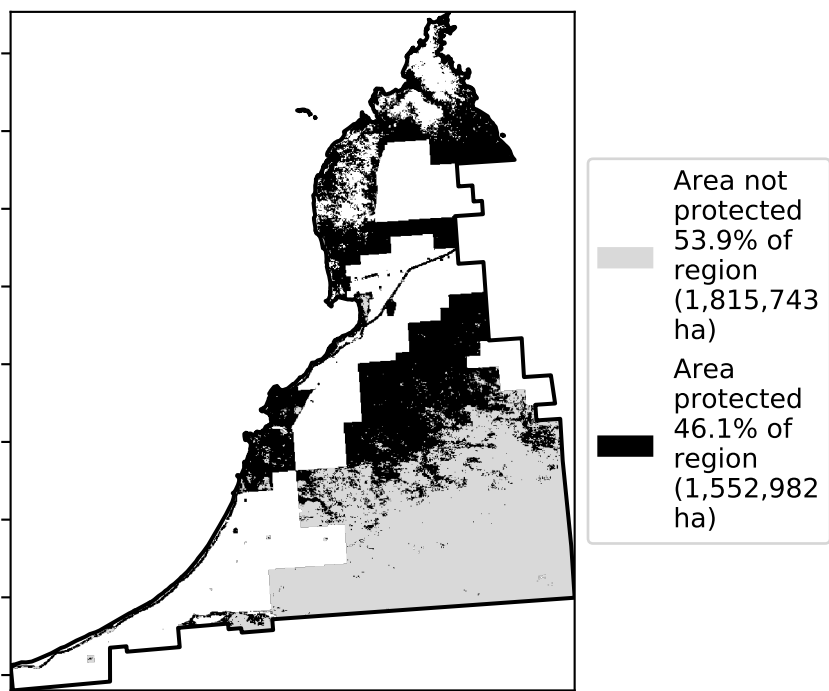 Area not
protected
53.9% of
region
(1,815,743
ha)
Area
protected
46.1% of
region
(1,552,982
ha)